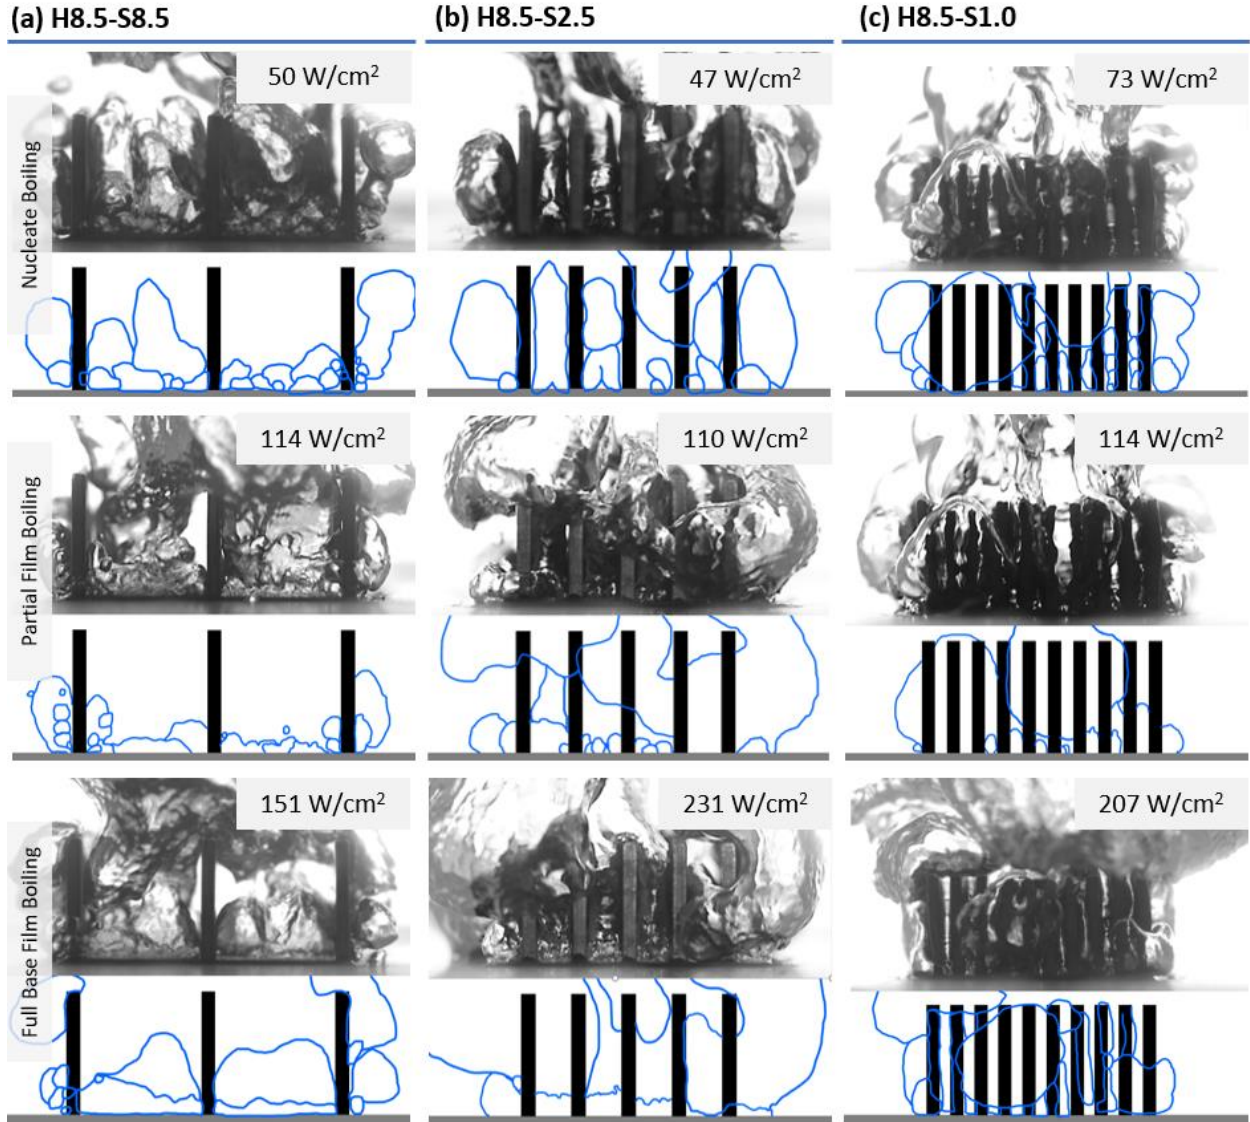 (a) H8.5-S8.5
(b) H8.5-S2.5
(c) H8.5-S1.0
Nucleate Boiling
50 W/cm²
47 W/cm²
73 W/cm²
Partial Film Boiling
114 W/cm²
110 W/cm²
114 W/cm²
Full Base Film Boiling
151 W/cm²
231 W/cm²
207 W/cm²